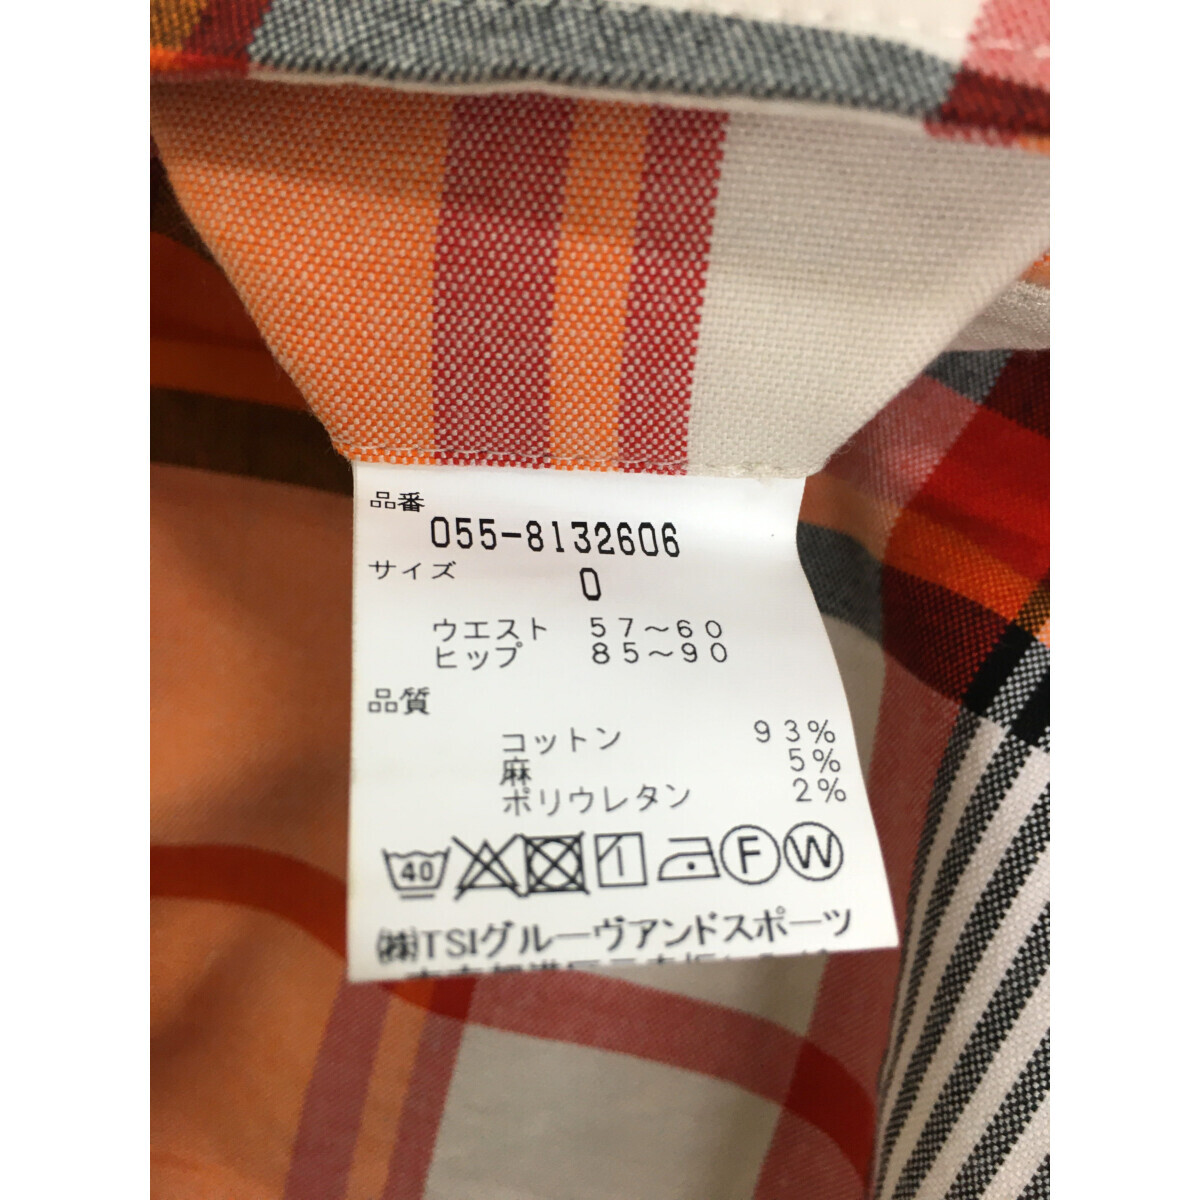 品番
055-8132606
サイズ
0
ウエスト 57～60
ヒップ 85～90
品質
コットン 93%
麻 5%
ポリウレタン 2%
40 F W
㈱TSIグルーヴアンドスポーツ